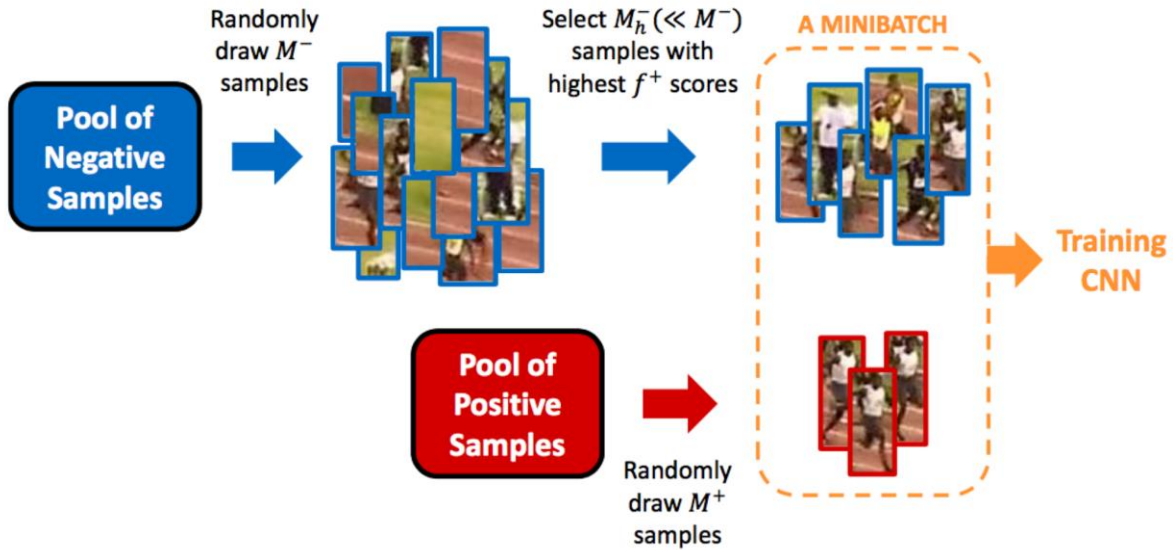 Randomly
draw M⁻
samples
Select M_h⁻(≪ M⁻)
samples with
highest f⁺ scores
A MINIBATCH
Pool of
Negative
Samples
Training
CNN
Pool of
Positive
Samples
Randomly
draw M⁺
samples